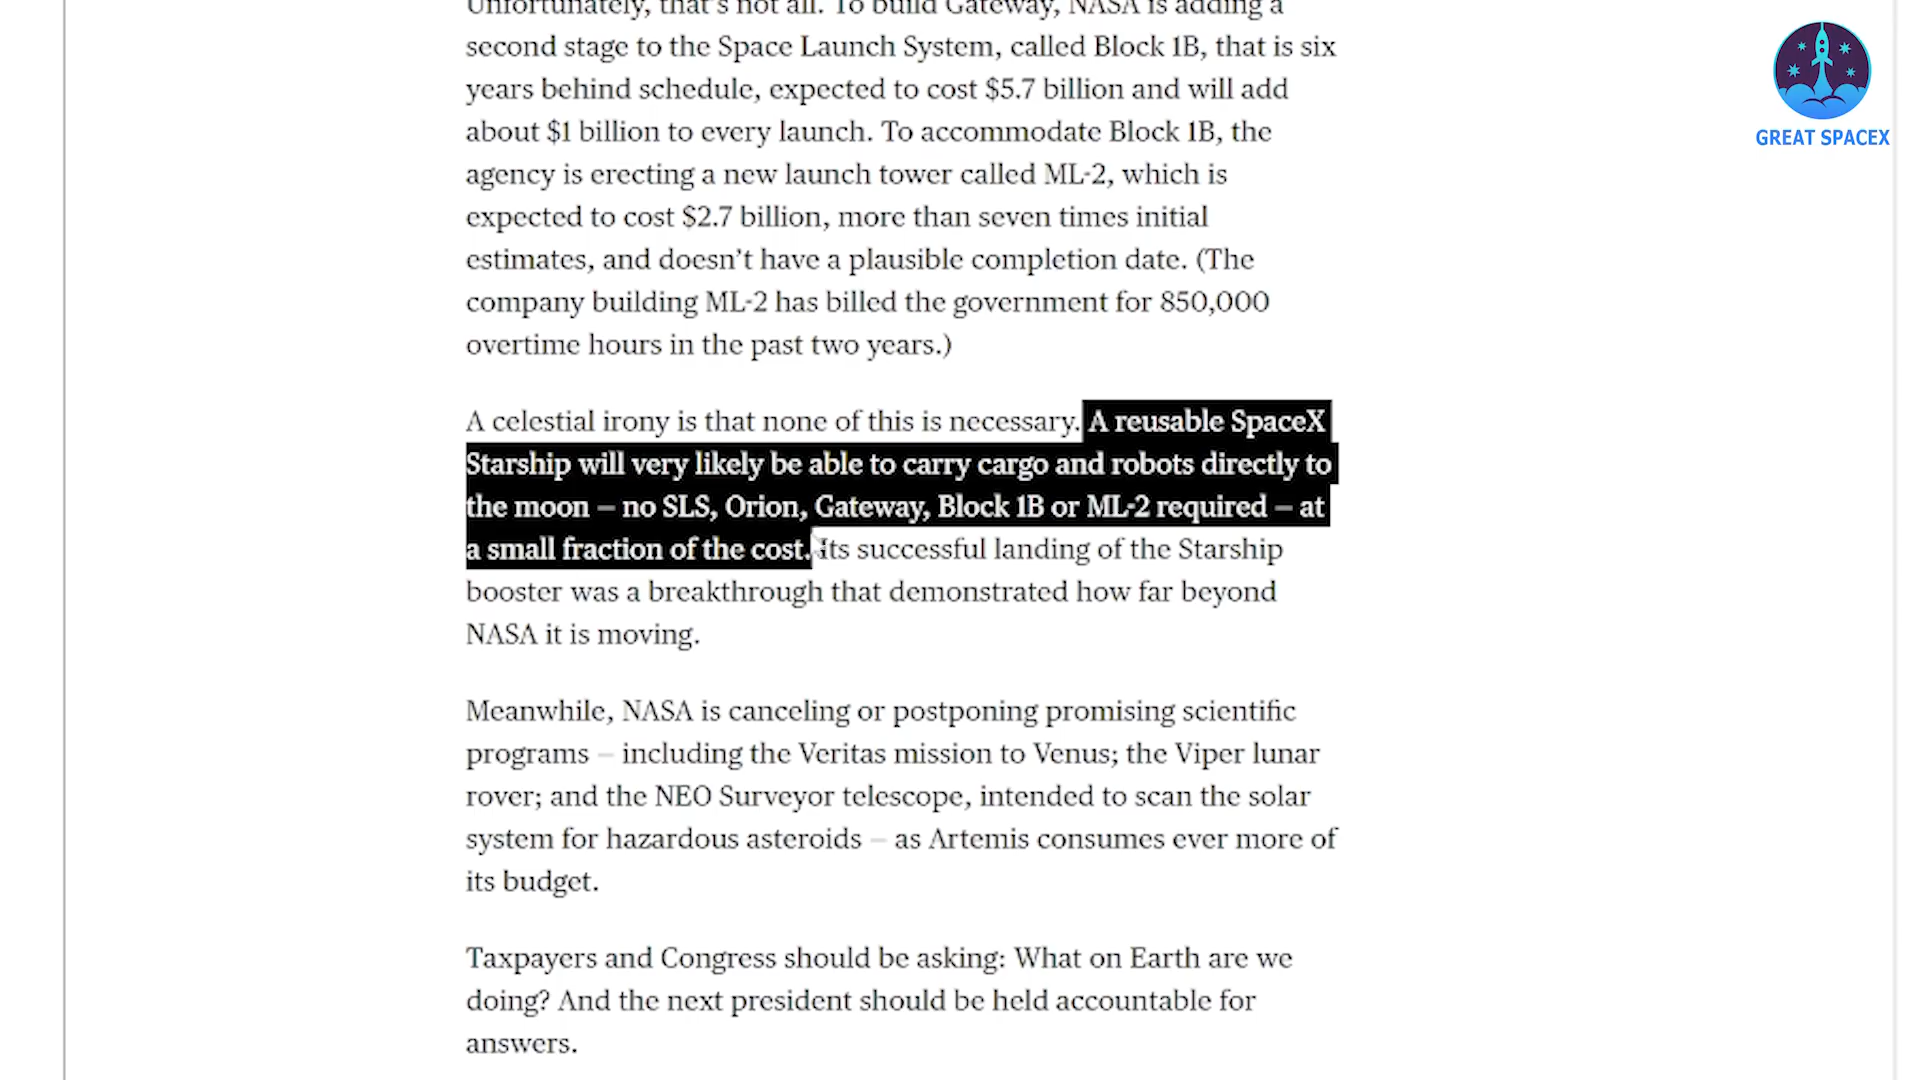 Unfortunately, that's not all. To build Gateway, NASA is adding a
second stage to the Space Launch System, called Block 1B, that is six
years behind schedule, expected to cost $5.7 billion and will add
about $1 billion to every launch. To accommodate Block 1B, the
agency is erecting a new launch tower called ML-2, which is
expected to cost $2.7 billion, more than seven times initial
estimates, and doesn't have a plausible completion date. (The
company building ML-2 has billed the government for 850,000
overtime hours in the past two years.)
A celestial irony is that none of this is necessary. A reusable SpaceX
Starship will very likely be able to carry cargo and robots directly to
the moon — no SLS, Orion, Gateway, Block 1B or ML-2 required — at
a small fraction of the cost. Its successful landing of the Starship
booster was a breakthrough that demonstrated how far beyond
NASA it is moving.
Meanwhile, NASA is canceling or postponing promising scientific
programs — including the Veritas mission to Venus; the Viper lunar
rover; and the NEO Surveyor telescope, intended to scan the solar
system for hazardous asteroids — as Artemis consumes ever more of
its budget.
Taxpayers and Congress should be asking: What on Earth are we
doing? And the next president should be held accountable for
answers.
GREAT SPACEX